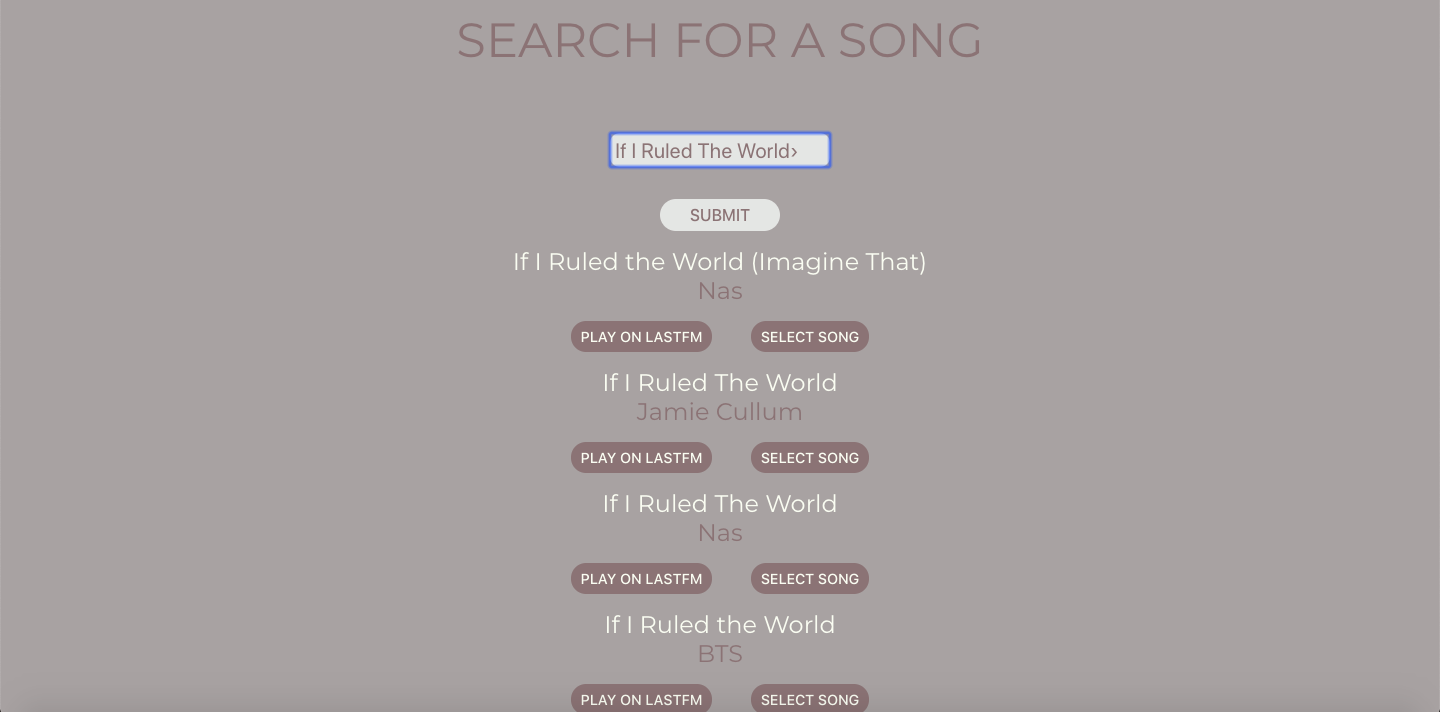 SEARCH FOR A SONG
If I Ruled The World›
SUBMIT
If I Ruled the World (Imagine That)
Nas
PLAY ON LASTFM SELECT SONG
If I Ruled The World
Jamie Cullum
PLAY ON LASTFM SELECT SONG
If I Ruled The World
Nas
PLAY ON LASTFM SELECT SONG
If I Ruled the World
BTS
PLAY ON LASTFM SELECT SONG